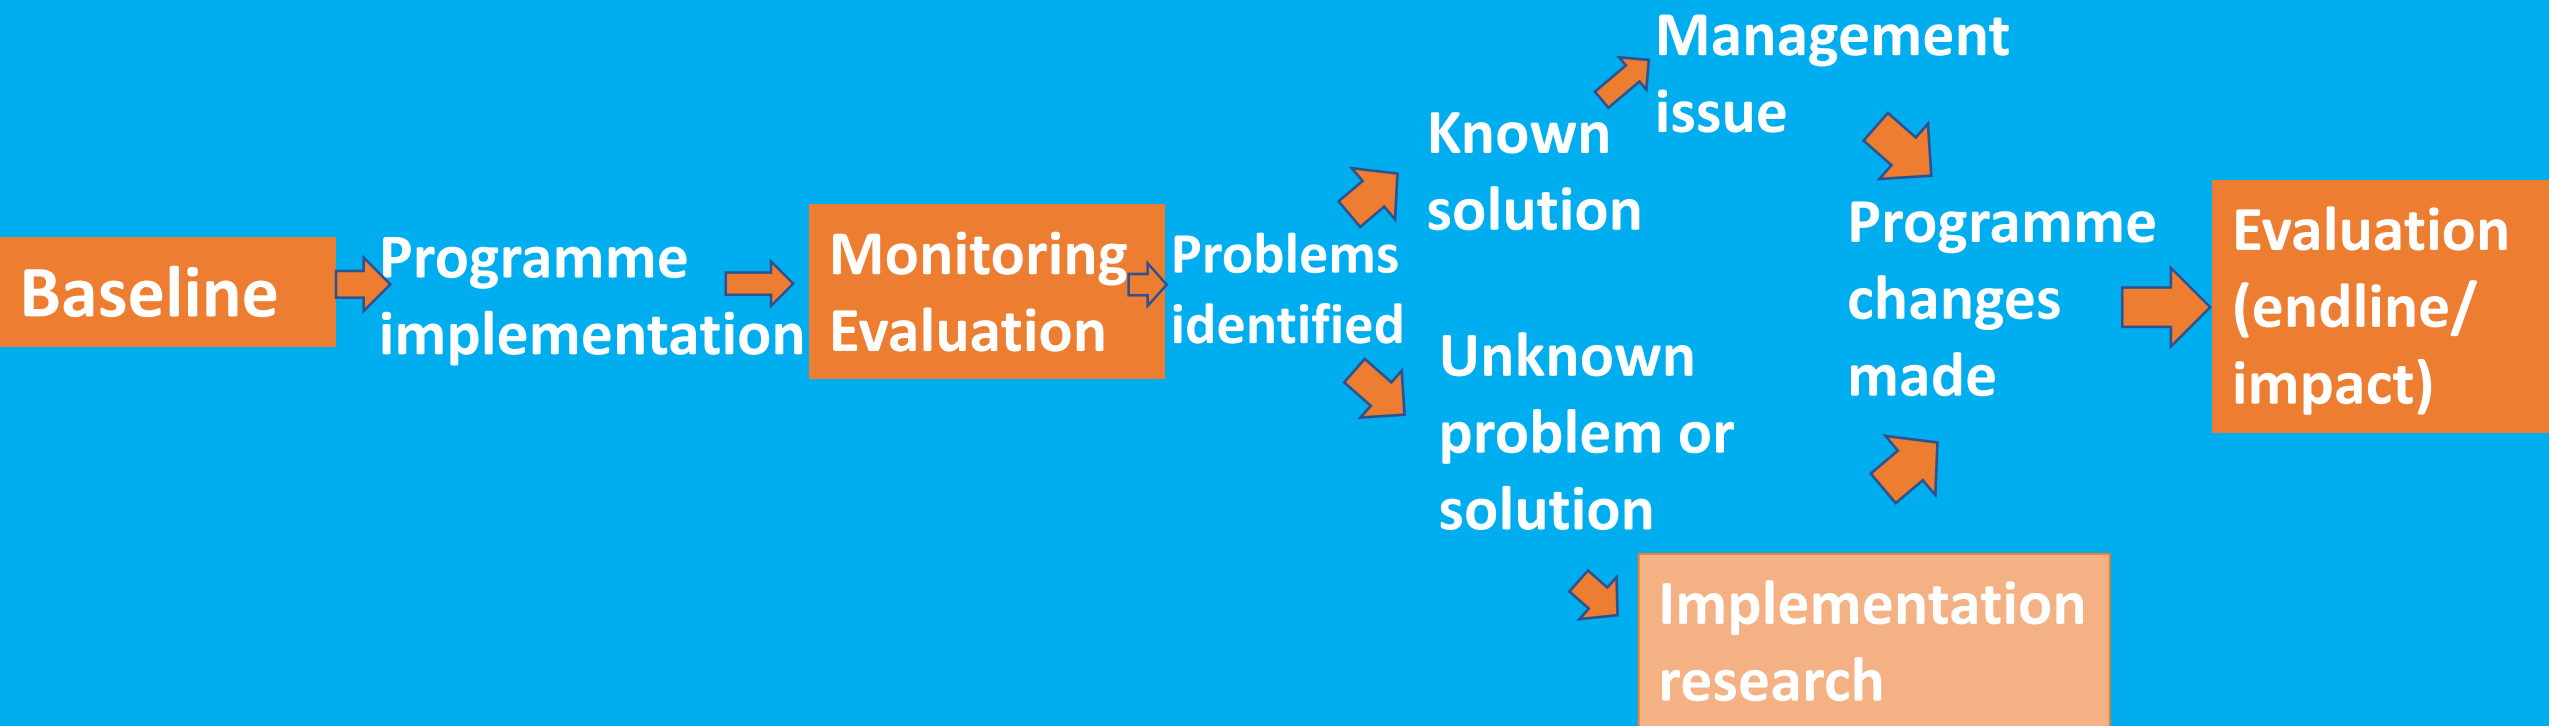 Baseline
Programme
implementation
Monitoring
Evaluation
Problems
identified
Known
solution
Management
issue
Unknown
problem or
solution
Implementation
research
Programme
changes
made
Evaluation
(endline/
impact)